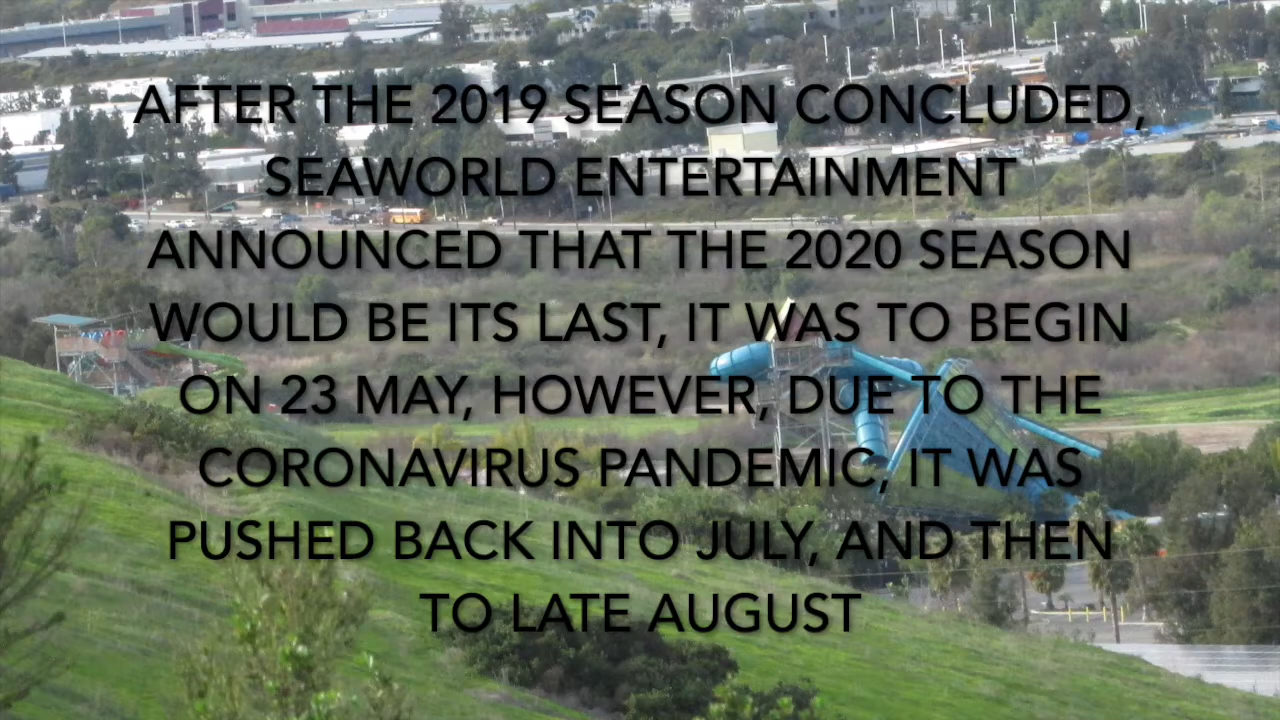 AFTER THE 2019 SEASON CONCLUDED,
SEAWORLD ENTERTAINMENT
ANNOUNCED THAT THE 2020 SEASON
WOULD BE ITS LAST, IT WAS TO BEGIN
ON 23 MAY, HOWEVER, DUE TO THE
CORONAVIRUS PANDEMIC, IT WAS
PUSHED BACK INTO JULY, AND THEN
TO LATE AUGUST